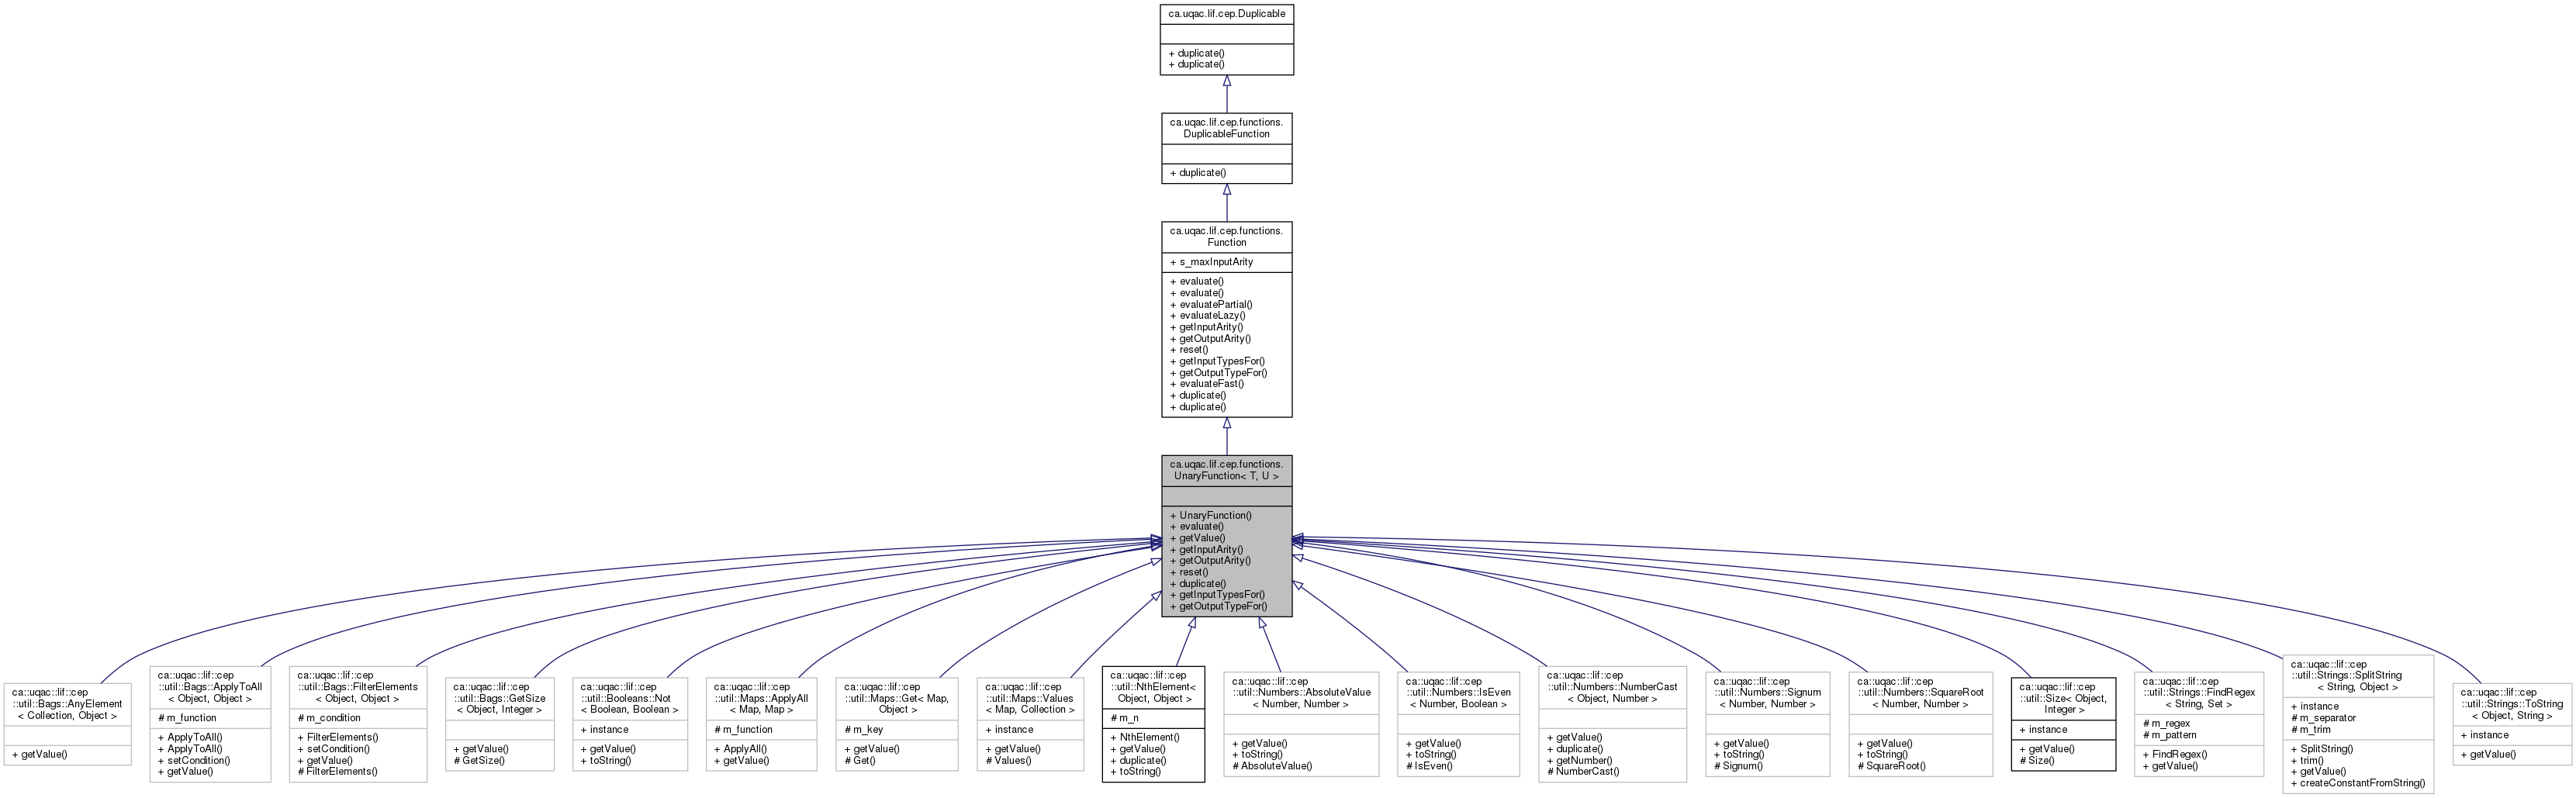 ca.uqac.lif.cep.Duplicable
+ duplicate()
+ duplicate()
ca.uqac.lif.cep.functions.
DuplicableFunction
+ duplicate()
ca.uqac.lif.cep.functions.
Function
+ s_maxInputArity
+ evaluate()
+ evaluate()
+ evaluatePartial()
+ evaluateLazy()
+ getInputArity()
+ getOutputArity()
+ reset()
+ getInputTypesFor()
+ getOutputTypeFor()
+ evaluateFast()
+ duplicate()
+ duplicate()
ca.uqac.lif.cep.functions.
UnaryFunction< T, U >
+ UnaryFunction()
+ evaluate()
+ getValue()
+ getInputArity()
+ getOutputArity()
+ reset()
+ duplicate()
+ getInputTypesFor()
+ getOutputTypeFor()
ca::uqac::lif::cep
::util::Bags::AnyElement
< Collection, Object >
+ getValue()
ca::uqac::lif::cep
::util::Bags::ApplyToAll
< Object, Object >
# m_function
+ ApplyToAll()
+ ApplyToAll()
+ setCondition()
+ getValue()
ca::uqac::lif::cep
::util::Bags::FilterElements
< Object, Object >
# m_condition
+ FilterElements()
+ setCondition()
+ getValue()
# FilterElements()
ca::uqac::lif::cep
::util::Bags::GetSize
< Object, Integer >
+ getValue()
# GetSize()
ca::uqac::lif::cep
::util::Booleans::Not
< Boolean, Boolean >
+ instance
+ getValue()
+ toString()
ca::uqac::lif::cep
::util::Maps::ApplyAll
< Map, Map >
# m_function
+ ApplyAll()
+ getValue()
ca::uqac::lif::cep
::util::Maps::Get< Map,
Object >
# m_key
+ getValue()
# Get()
ca::uqac::lif::cep
::util::Maps::Values
< Map, Collection >
+ instance
+ getValue()
# Values()
ca::uqac::lif::cep
::util::NthElement<
Object, Object >
# m_n
+ NthElement()
+ getValue()
+ duplicate()
+ toString()
ca::uqac::lif::cep
::util::Numbers::AbsoluteValue
< Number, Number >
+ getValue()
+ toString()
# AbsoluteValue()
ca::uqac::lif::cep
::util::Numbers::IsEven
< Number, Boolean >
+ getValue()
+ toString()
# IsEven()
ca::uqac::lif::cep
::util::Numbers::NumberCast
< Object, Number >
+ getValue()
+ duplicate()
+ getNumber()
# NumberCast()
ca::uqac::lif::cep
::util::Numbers::Signum
< Number, Number >
+ getValue()
+ toString()
# Signum()
ca::uqac::lif::cep
::util::Numbers::SquareRoot
< Number, Number >
+ getValue()
+ toString()
# SquareRoot()
ca::uqac::lif::cep
::util::Size< Object,
Integer >
+ instance
+ getValue()
# Size()
ca::uqac::lif::cep
::util::Strings::FindRegex
< String, Set >
# m_regex
# m_pattern
+ FindRegex()
+ getValue()
ca::uqac::lif::cep
::util::Strings::SplitString
< String, Object >
+ instance
# m_separator
# m_trim
+ SplitString()
+ trim()
+ getValue()
+ createConstantFromString()
ca::uqac::lif::cep
::util::Strings::ToString
< Object, String >
+ instance
+ getValue()